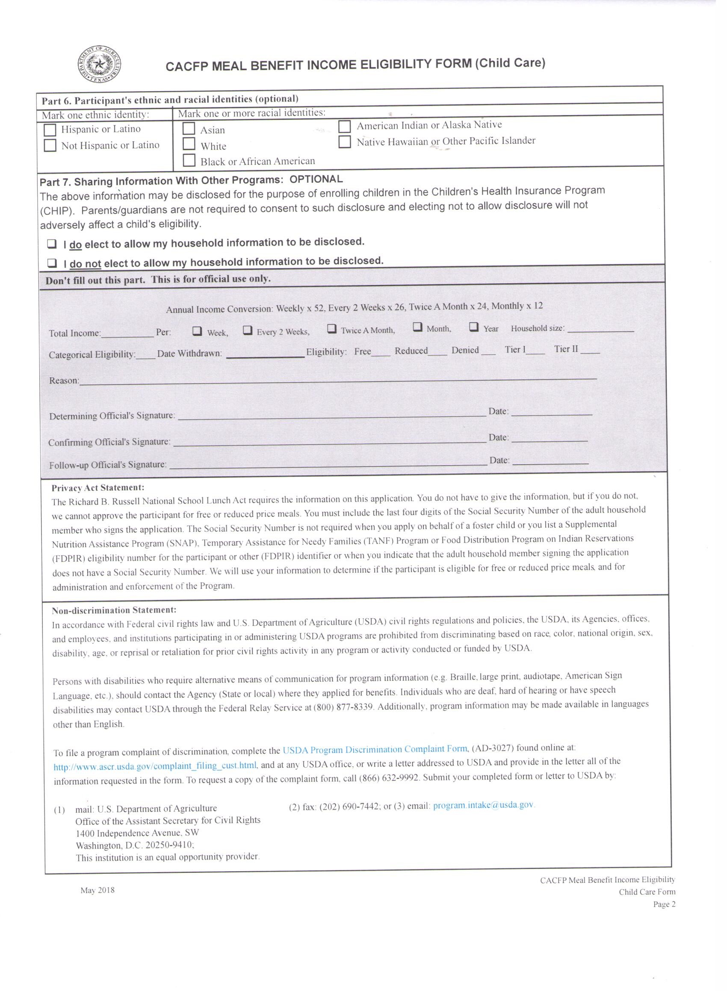 DEPARTMENT OF AGRICULTURE
•TEXAS•
CACFP MEAL BENEFIT INCOME ELIGIBILITY FORM (Child Care)
Part 6. Participant's ethnic and racial identities (optional)
Mark one ethnic identity: Mark one or more racial identities:
Hispanic or Latino Asian American Indian or Alaska Native
Not Hispanic or Latino White Native Hawaiian or Other Pacific Islander
Black or African American
Part 7. Sharing Information With Other Programs: OPTIONAL
The above information may be disclosed for the purpose of enrolling children in the Children's Health Insurance Program
(CHIP). Parents/guardians are not required to consent to such disclosure and electing not to allow disclosure will not
adversely affect a child's eligibility.
❑ I do elect to allow my household information to be disclosed.
❑ I do not elect to allow my household information to be disclosed.
Don't fill out this part. This is for official use only.
Annual Income Conversion: Weekly x 52, Every 2 Weeks x 26, Twice A Month x 24, Monthly x 12
Total Income:__________ Per: ❑ Week, ❑ Every 2 Weeks, ❑ Twice A Month, ❑ Month, ❑ Year Household size: ____________
Categorical Eligibility:____ Date Withdrawn: ______________ Eligibility: Free____ Reduced____ Denied ___ Tier I____ Tier II ____
Reason:____________________
Determining Official's Signature: ____________________ Date: ______________
Confirming Official's Signature: ____________________ Date: ______________
Follow-up Official's Signature: ____________________ Date: ______________
Privacy Act Statement:
The Richard B. Russell National School Lunch Act requires the information on this application. You do not have to give the information, but if you do not,
we cannot approve the participant for free or reduced price meals. You must include the last four digits of the Social Security Number of the adult household
member who signs the application. The Social Security Number is not required when you apply on behalf of a foster child or you list a Supplemental
Nutrition Assistance Program (SNAP), Temporary Assistance for Needy Families (TANF) Program or Food Distribution Program on Indian Reservations
(FDPIR) eligibility number for the participant or other (FDPIR) identifier or when you indicate that the adult household member signing the application
does not have a Social Security Number. We will use your information to determine if the participant is eligible for free or reduced price meals, and for
administration and enforcement of the Program.
Non-discrimination Statement:
In accordance with Federal civil rights law and U.S. Department of Agriculture (USDA) civil rights regulations and policies, the USDA, its Agencies, offices,
and employees, and institutions participating in or administering USDA programs are prohibited from discriminating based on race, color, national origin, sex,
disability, age, or reprisal or retaliation for prior civil rights activity in any program or activity conducted or funded by USDA.
Persons with disabilities who require alternative means of communication for program information (e.g. Braille, large print, audiotape, American Sign
Language, etc.), should contact the Agency (State or local) where they applied for benefits. Individuals who are deaf, hard of hearing or have speech
disabilities may contact USDA through the Federal Relay Service at (800) 877-8339. Additionally, program information may be made available in languages
other than English.
To file a program complaint of discrimination, complete the USDA Program Discrimination Complaint Form, (AD-3027) found online at:
http://www.ascr.usda.gov/complaint_filing_cust.html, and at any USDA office, or write a letter addressed to USDA and provide in the letter all of the
information requested in the form. To request a copy of the complaint form, call (866) 632-9992. Submit your completed form or letter to USDA by:
(1) mail: U.S. Department of Agriculture (2) fax: (202) 690-7442; or (3) email: program.intake@usda.gov.
Office of the Assistant Secretary for Civil Rights
1400 Independence Avenue, SW
Washington, D.C. 20250-9410;
This institution is an equal opportunity provider.
May 2018
CACFP Meal Benefit Income Eligibility
Child Care Form
Page 2